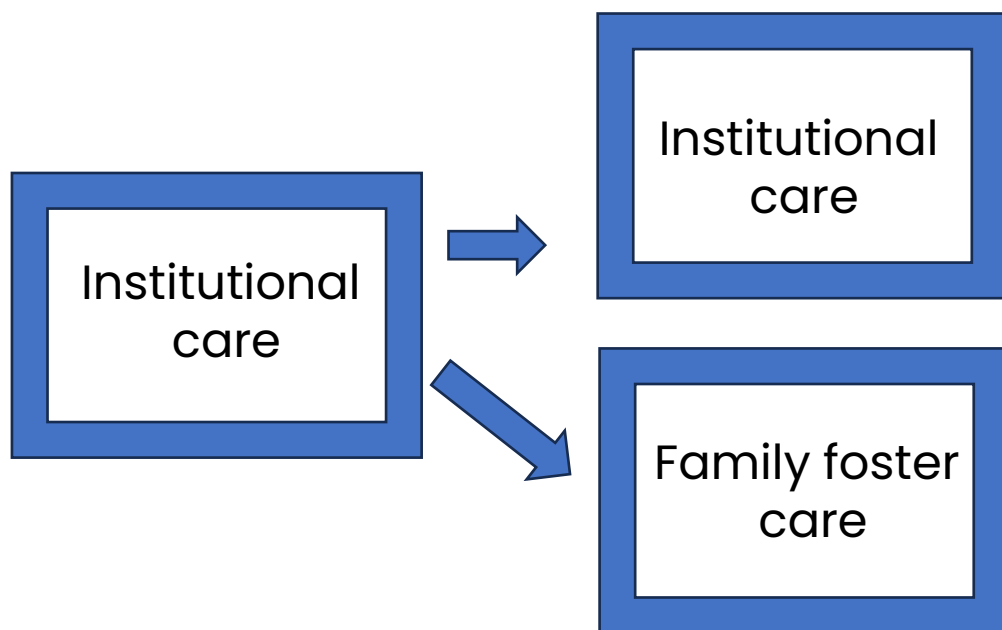 Institutional
care
Institutional
care
Family foster
care